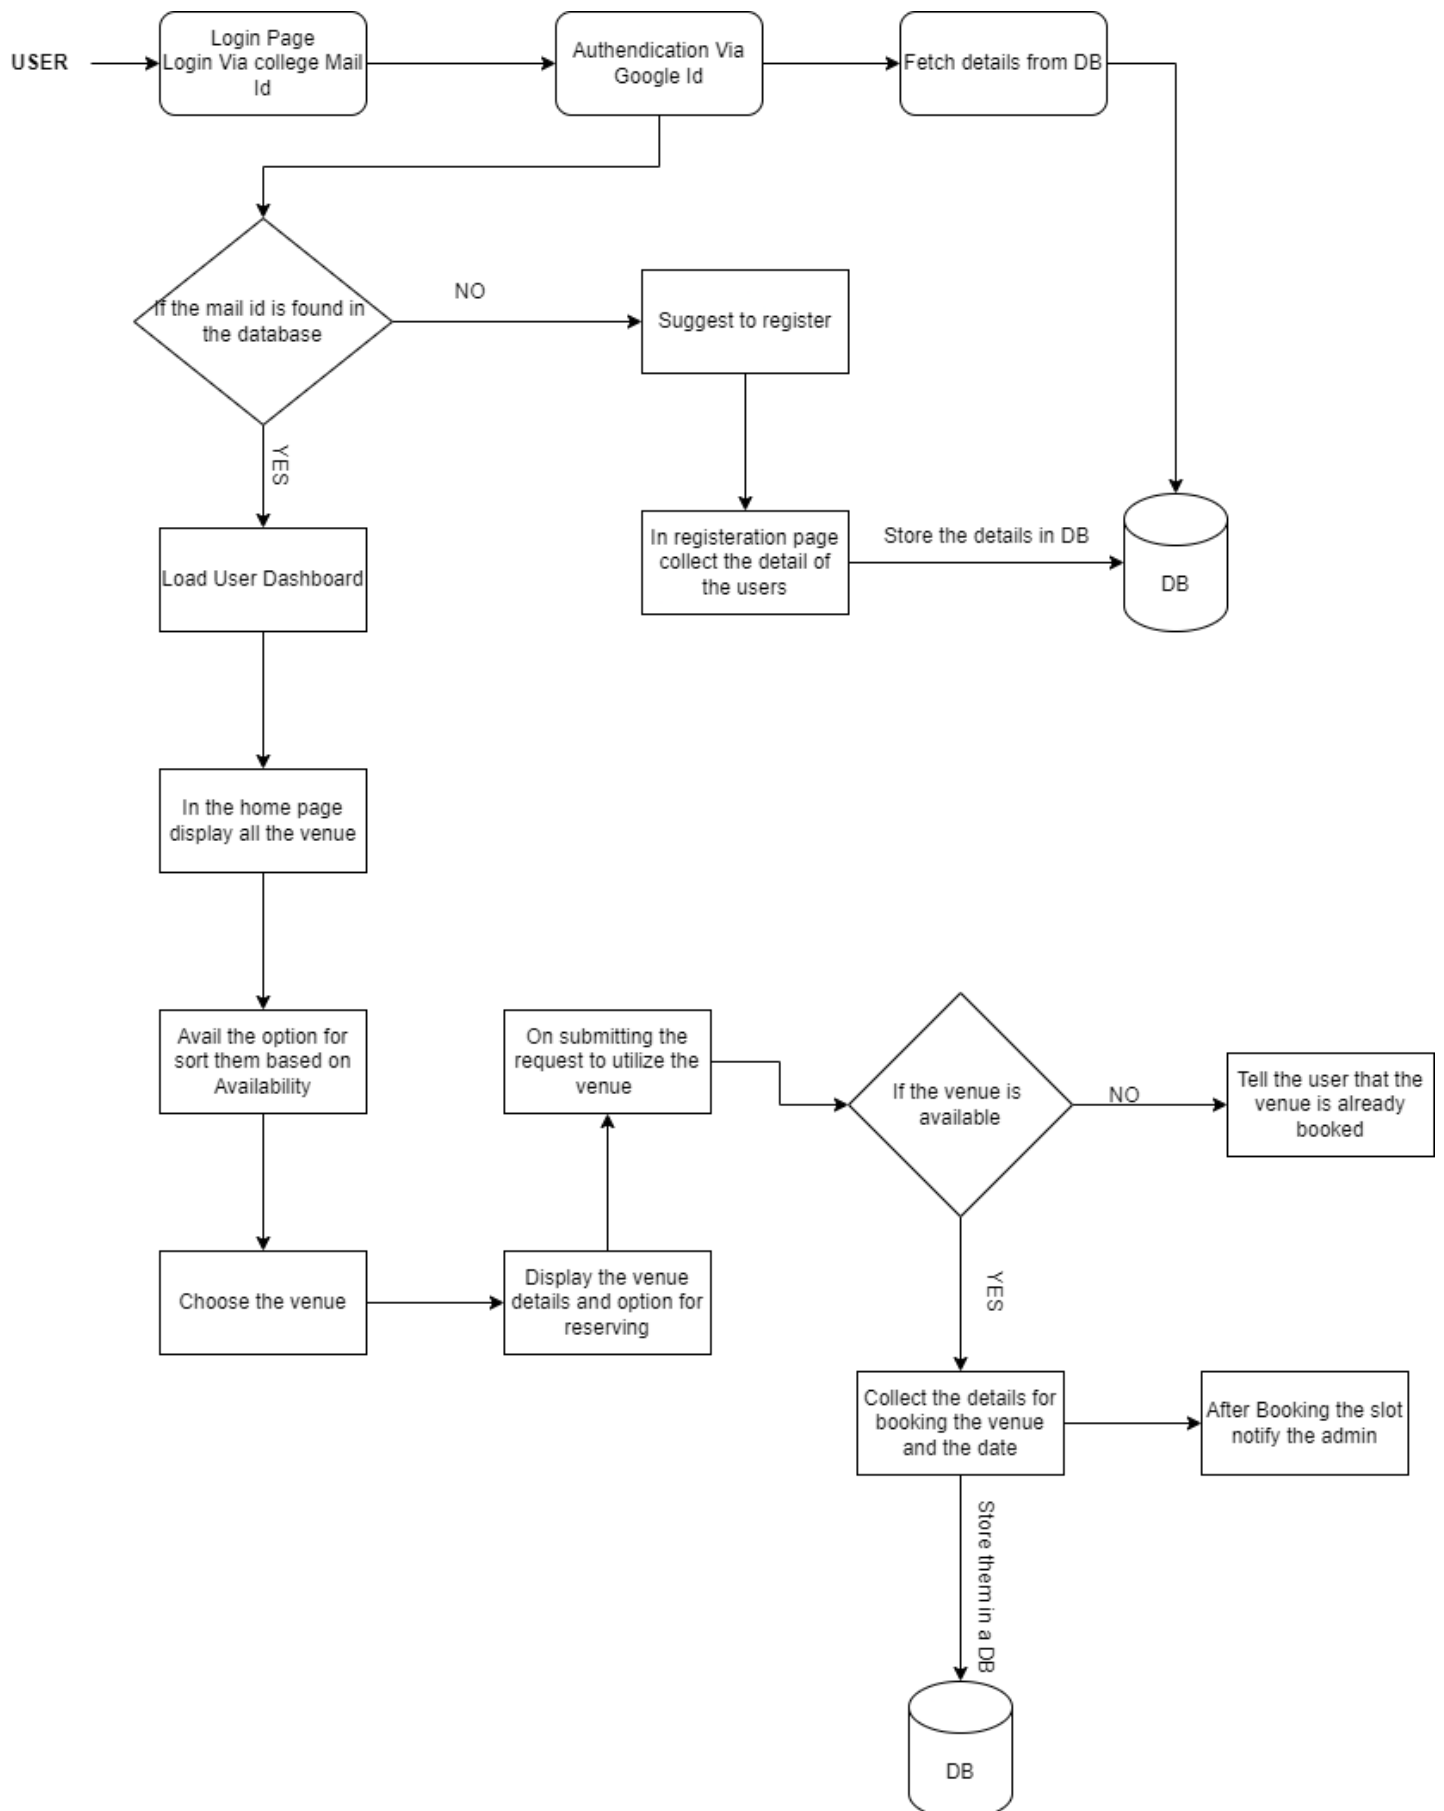 USER
Login Page
Login Via college Mail
Id
Authendication Via
Google Id
Fetch details from DB
If the mail id is found in
the database
NO
Suggest to register
YES
In registeration page
collect the detail of
the users
Store the details in DB
DB
Load User Dashboard
In the home page
display all the venue
Avail the option for
sort them based on
Availability
On submitting the
request to utilize the
venue
If the venue is
available
NO
Tell the user that the
venue is already
booked
Choose the venue
Display the venue
details and option for
reserving
YES
Collect the details for
booking the venue
and the date
After Booking the slot
notify the admin
Store them in a DB
DB